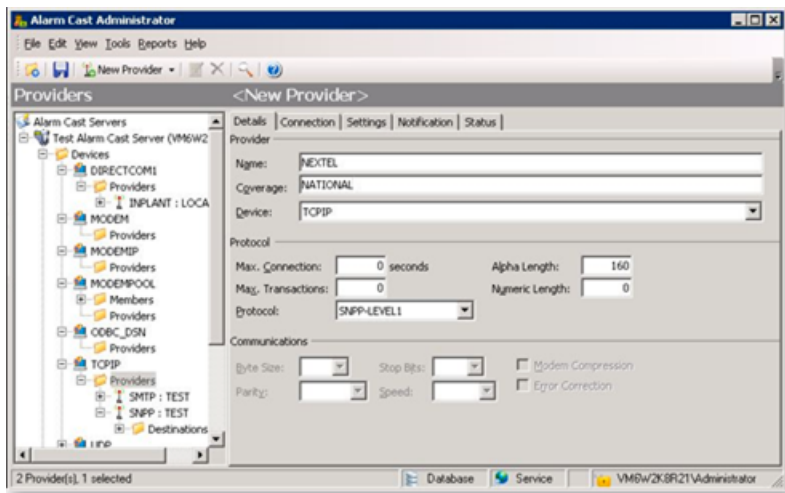 Alarm Cast Administrator
File Edit View Tools Reports Help
New Provider
Providers
<New Provider>
Alarm Cast Servers
Test Alarm Cast Server (VM6W2
Devices
DIRECTCOM1
Providers
INPLANT : LOCA
MODEM
Providers
MODEMIP
Providers
MODEMPOOL
Members
Providers
ODBC_DSN
Providers
TCPIP
Providers
SMTP : TEST
SNPP : TEST
Destinations
UDP
Details Connection Settings Notification Status
Provider
Name: NEXTEL
Coverage: NATIONAL
Device: TCPIP
Protocol
Max. Connection: 0 seconds Alpha Length: 160
Max. Transactions: 0 Numeric Length: 0
Protocol: SNPP-LEVEL1
Communications
Byte Size: Stop Bits: Modem Compression
Parity: Speed: Error Correction
2 Provider(s), 1 selected Database Service VM6W2K8R21\Administrator